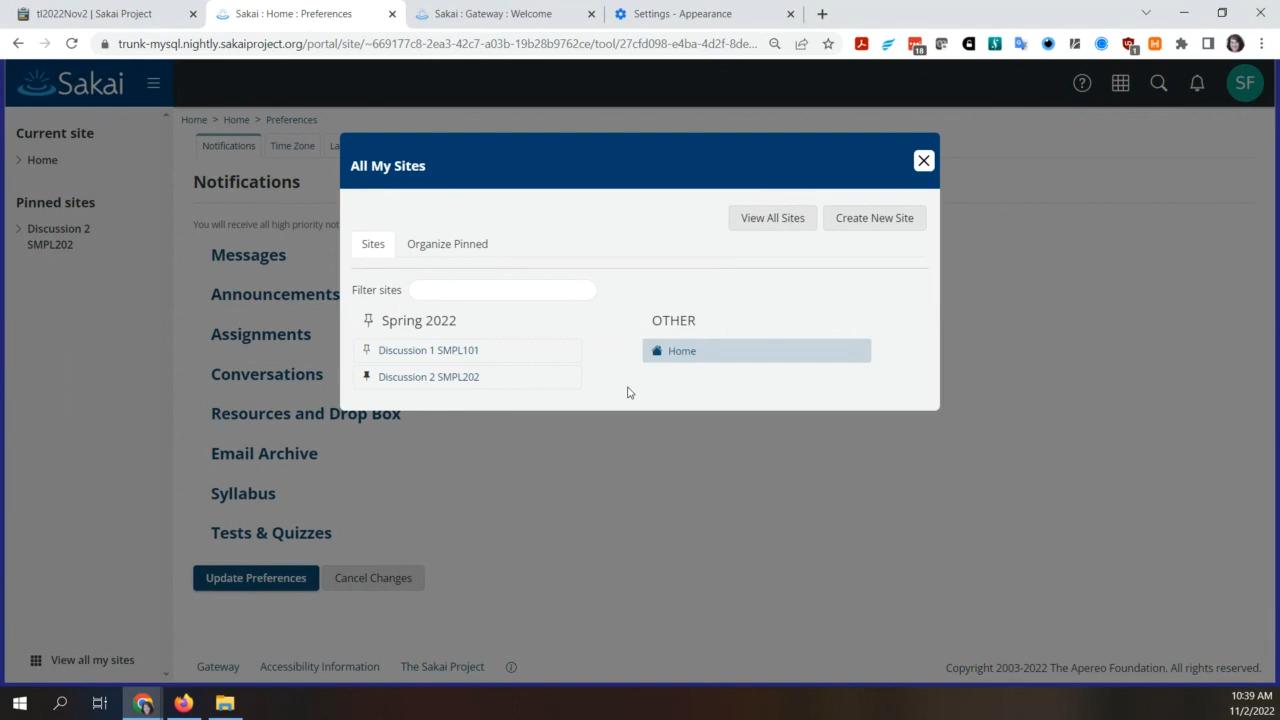 tl2022Nov2 | Sakai Project
Sakai : Home : Preferences
Sakai : Gateway : Welcome
Settings - Appearance
trunk-mysql.nightly.sakaiproject.org/portal/site/~669177c8-2ea3-42c7-a03b-19b28b9762ce/tool/27cfd098-e4ba-4d2f-8de...
18
1
Sakai
SF
Current site
Home
Pinned sites
Discussion 2
SMPL202
View all my sites
Home > Home > Preferences
Notifications
Time Zone
La
Notifications
You will receive all high priority not
Messages
Announcements
Assignments
Conversations
Resources and Drop Box
Email Archive
Syllabus
Tests & Quizzes
Update Preferences
Cancel Changes
All My Sites
View All Sites
Create New Site
Sites
Organize Pinned
Filter sites
Spring 2022
Discussion 1 SMPL101
Discussion 2 SMPL202
OTHER
Home
Gateway
Accessibility Information
The Sakai Project
Copyright 2003-2022 The Apereo Foundation. All rights reserved.
10:39 AM
11/2/2022